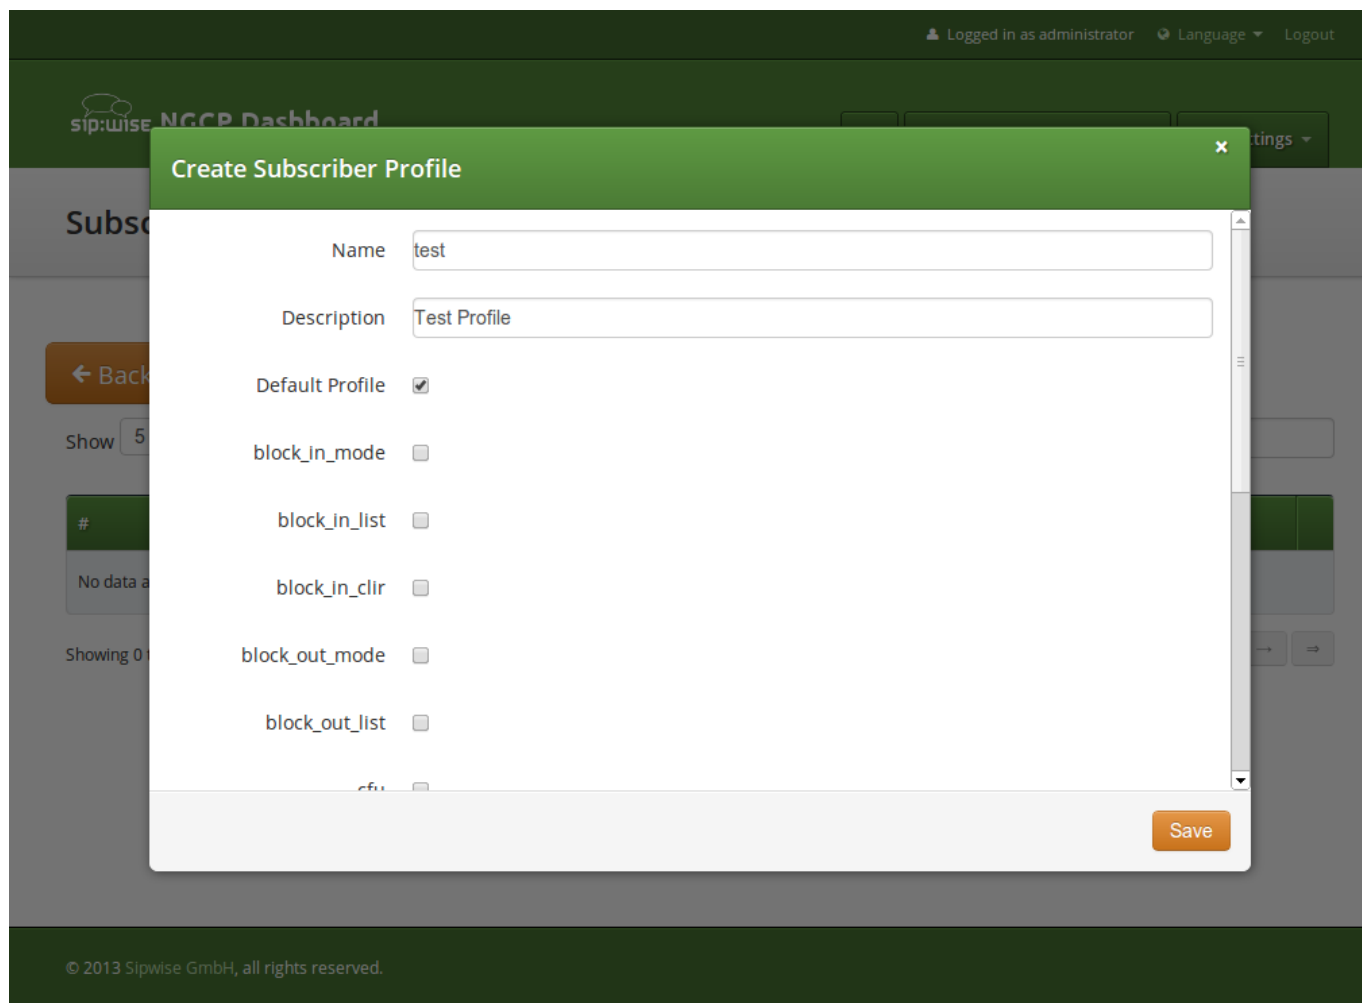 Logged in as administrator Language Logout
sip:wise NGCP Dashboard
tings
Create Subscriber Profile ×
Subsc
Name test
Description Test Profile
← Back
Default Profile
Show 5
block_in_mode
block_in_list
#
block_in_clir
No data a
block_out_mode
Showing 0 t → ⇒
block_out_list
cfu
Save
© 2013 Sipwise GmbH, all rights reserved.